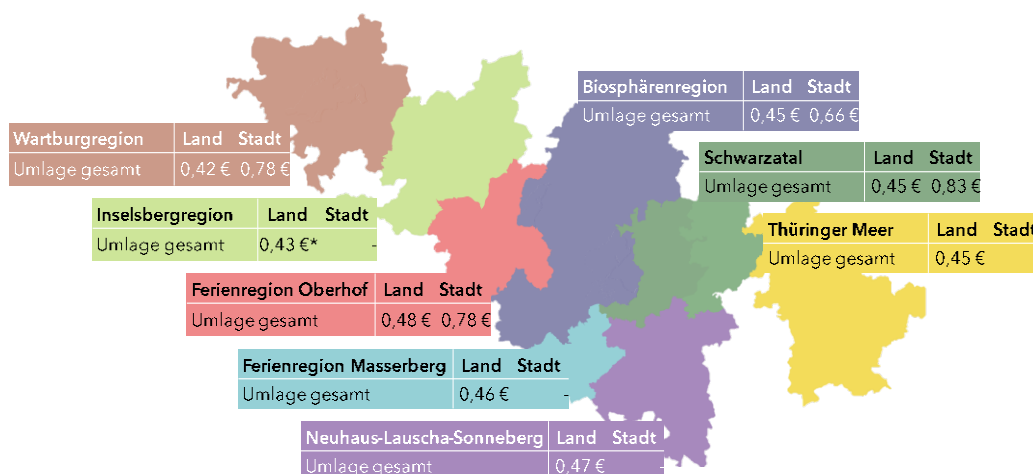 Biosphärenregion Land Stadt
Umlage gesamt 0,45 € 0,66 €
Wartburgregion Land Stadt
Umlage gesamt 0,42 € 0,78 €
Schwarzatal Land Stadt
Umlage gesamt 0,45 € 0,83 €
Inselsbergregion Land Stadt
Umlage gesamt 0,43 €* -
Thüringer Meer Land Stadt
Umlage gesamt 0,45 €
Ferienregion Oberhof Land Stadt
Umlage gesamt 0,48 € 0,78 €
Ferienregion Masserberg Land Stadt
Umlage gesamt 0,46 € -
Neuhaus-Lauscha-Sonneberg Land Stadt
Umlage gesamt 0,47 € -